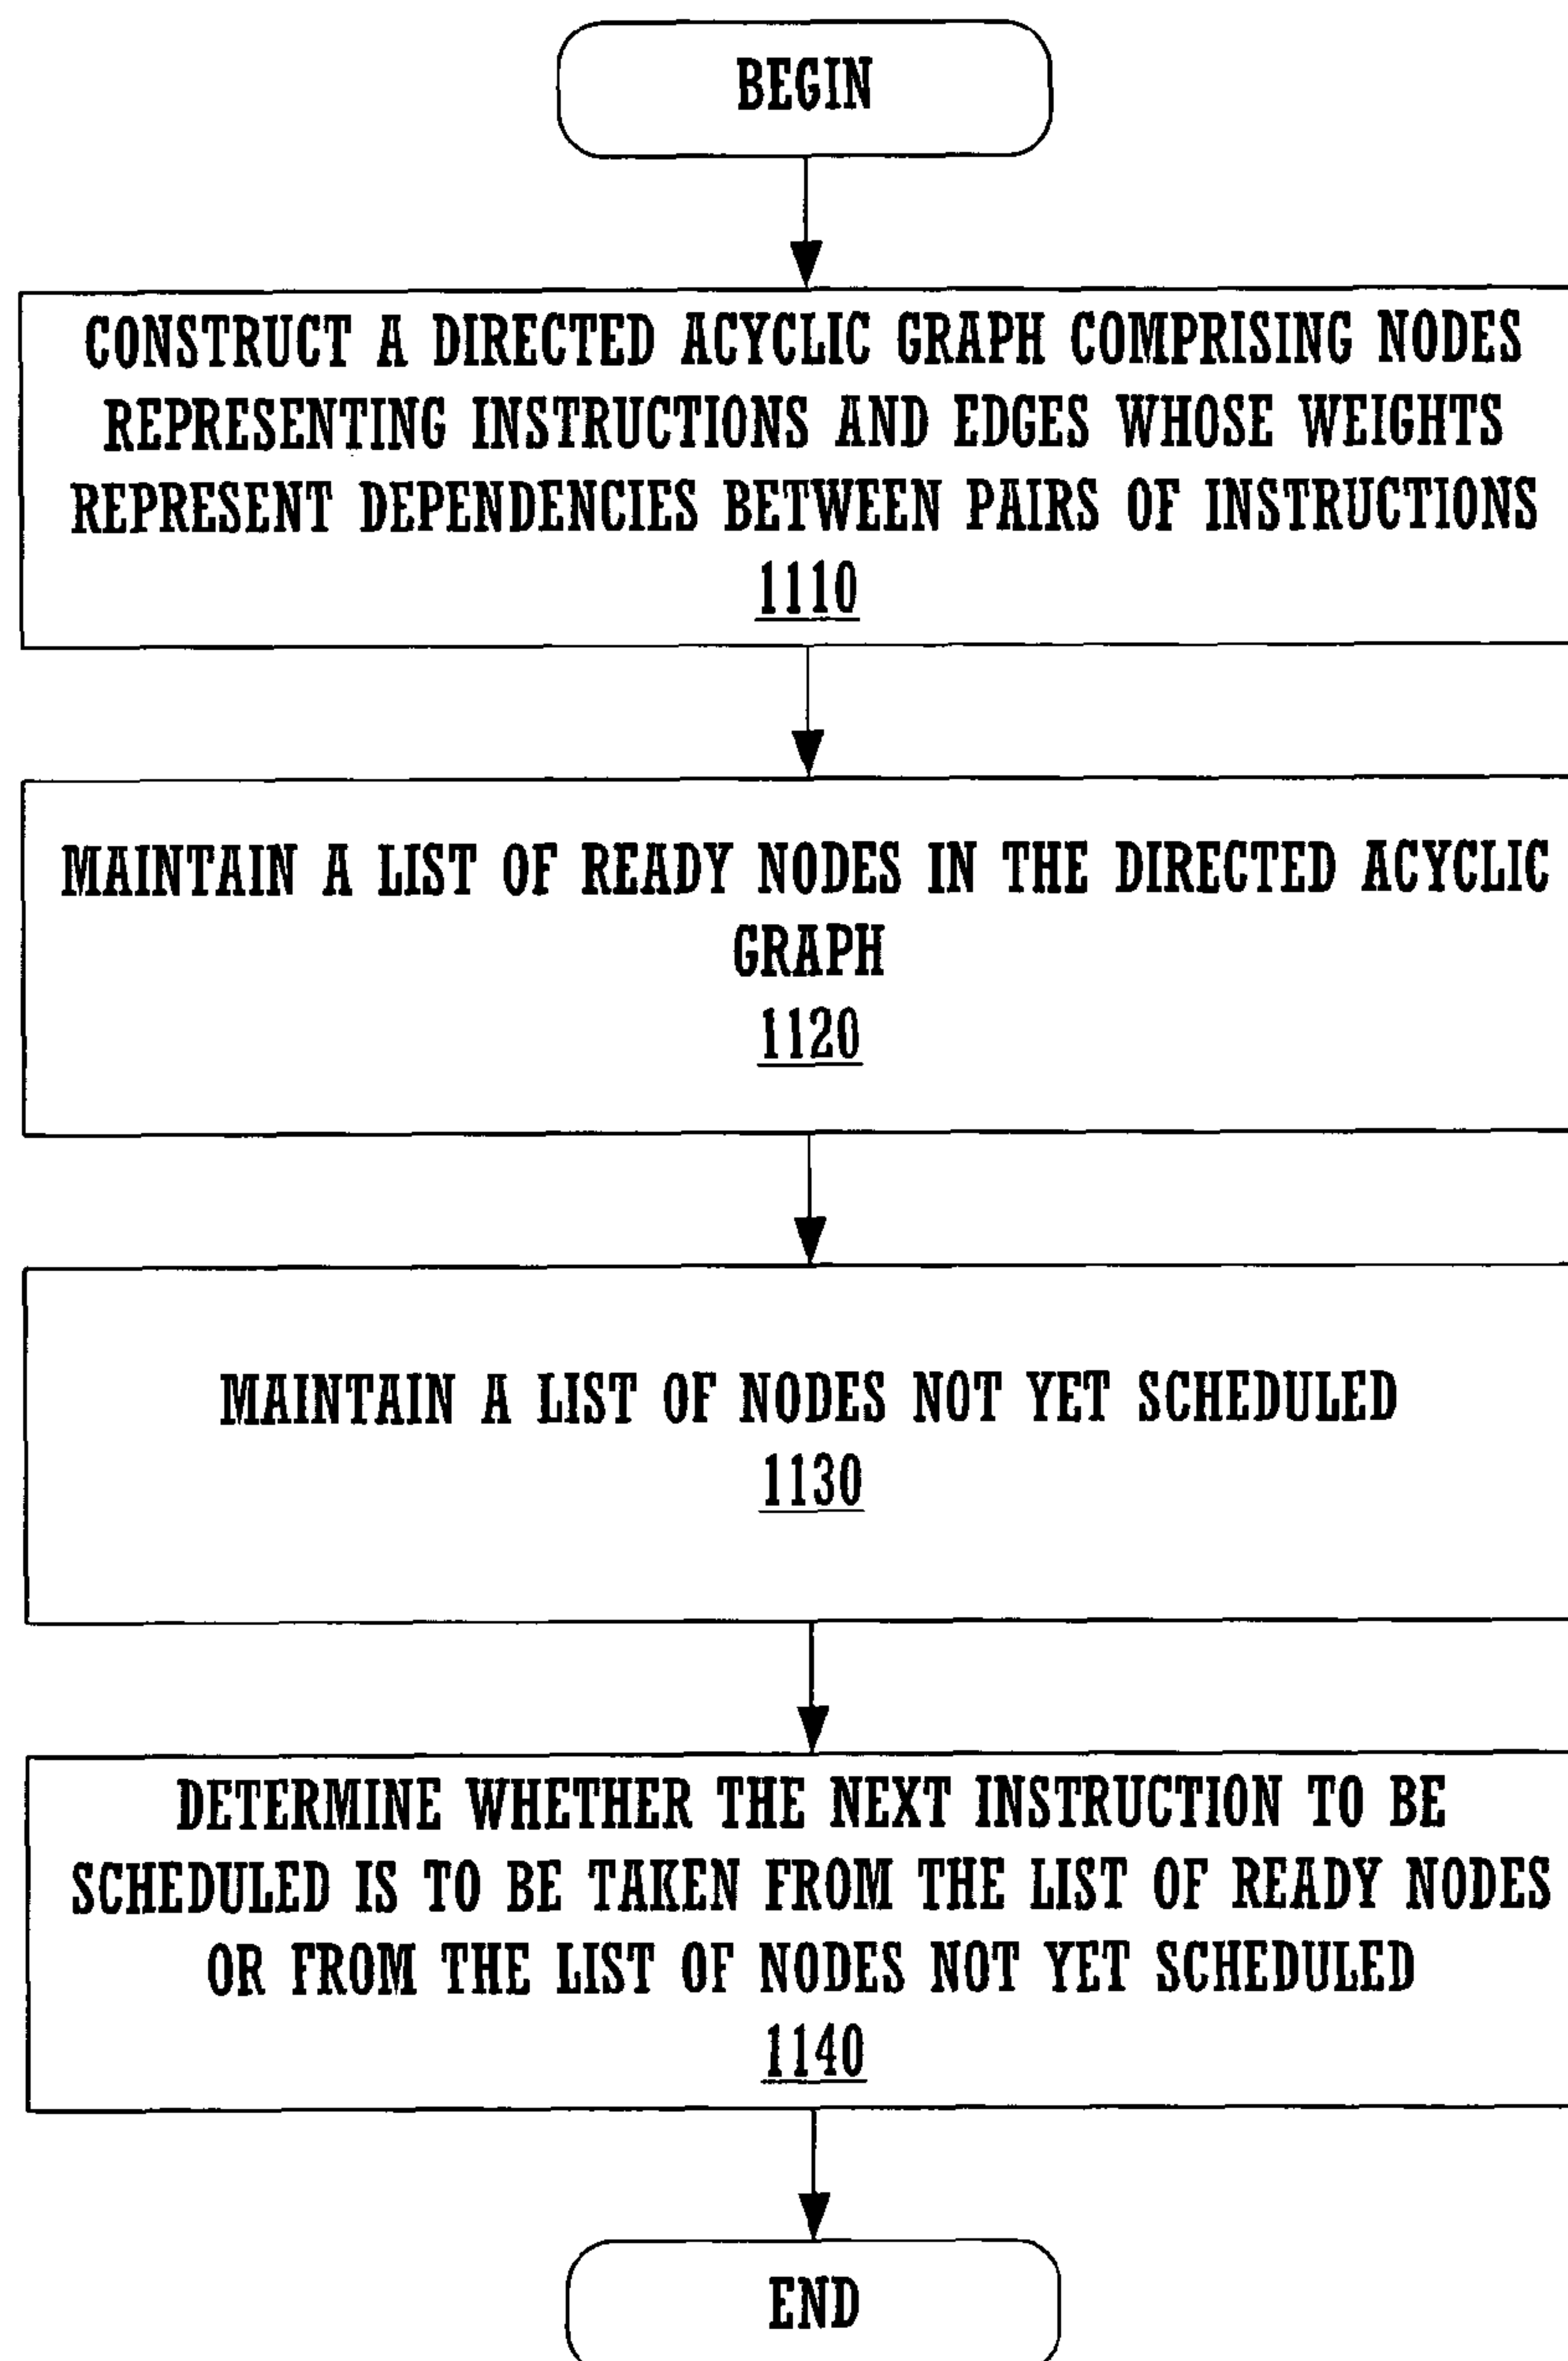 BEGIN
CONSTRUCT A DIRECTED ACYCLIC GRAPH COMPRISING NODES
REPRESENTING INSTRUCTIONS AND EDGES WHOSE WEIGHTS
REPRESENT DEPENDENCIES BETWEEN PAIRS OF INSTRUCTIONS
1110
MAINTAIN A LIST OF READY NODES IN THE DIRECTED ACYCLIC
GRAPH
1120
MAINTAIN A LIST OF NODES NOT YET SCHEDULED
1130
DETERMINE WHETHER THE NEXT INSTRUCTION TO BE
SCHEDULED IS TO BE TAKEN FROM THE LIST OF READY NODES
OR FROM THE LIST OF NODES NOT YET SCHEDULED
1140
END